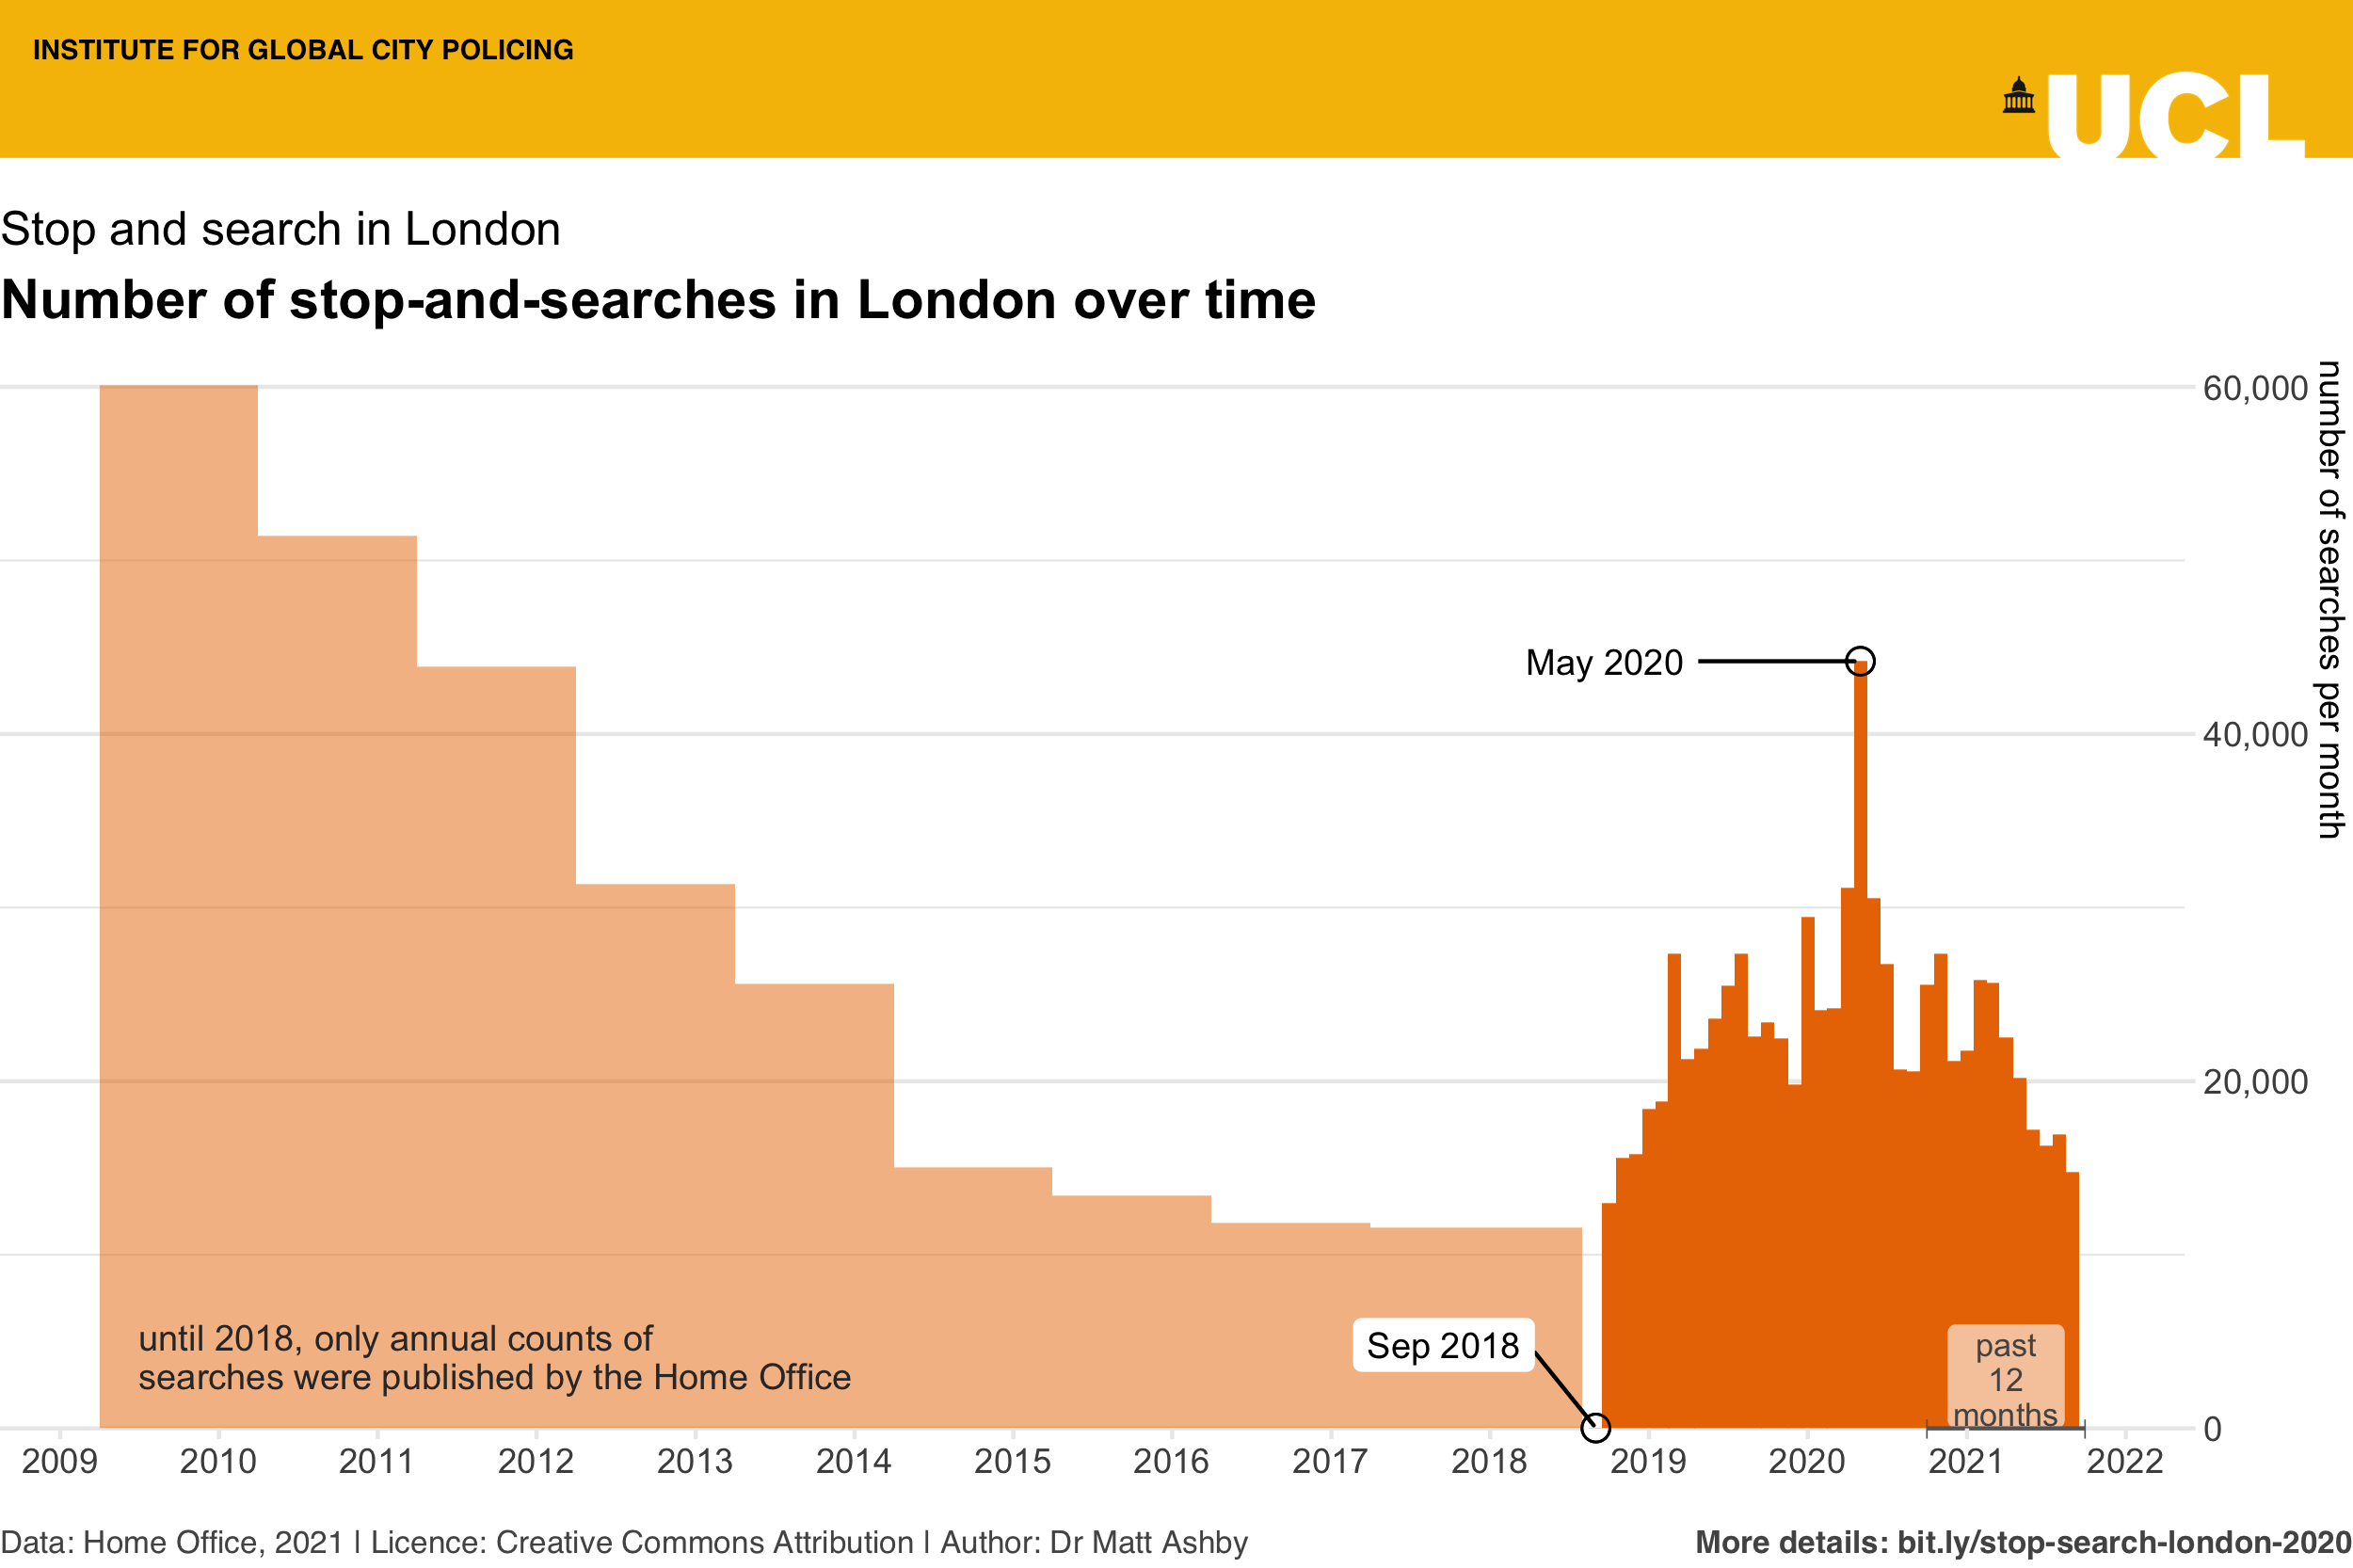 INSTITUTE FOR GLOBAL CITY POLICING
UCL
Stop and search in London
Number of stop-and-searches in London over time
number of searches per month
60,000
40,000
20,000
0
May 2020
Sep 2018
until 2018, only annual counts of
searches were published by the Home Office
past
12
months
2009 2010 2011 2012 2013 2014 2015 2016 2017 2018 2019 2020 2021 2022
Data: Home Office, 2021 | Licence: Creative Commons Attribution | Author: Dr Matt Ashby
More details: bit.ly/stop-search-london-2020